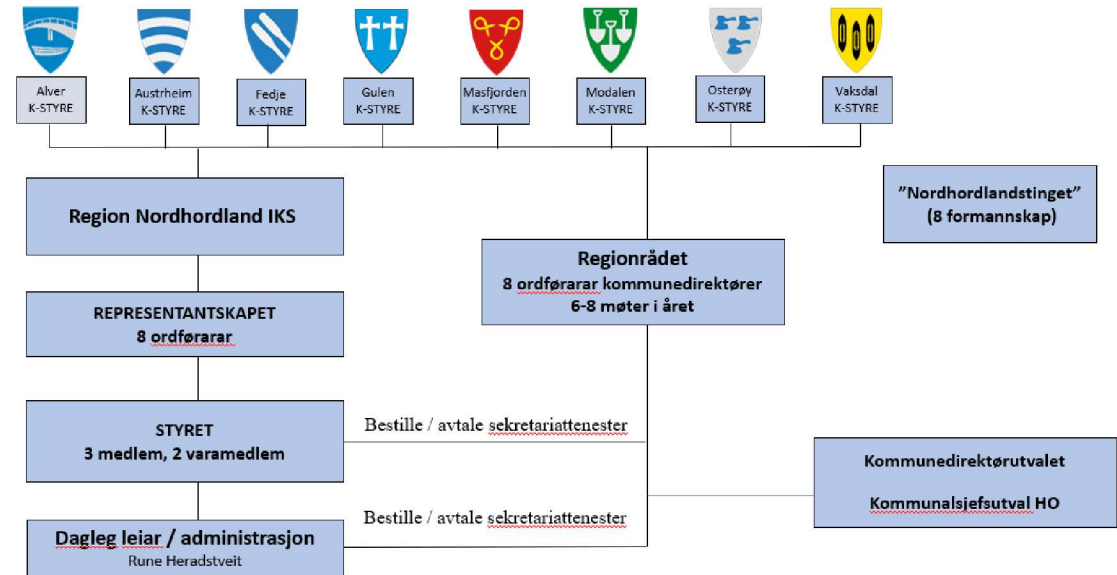 Alver
K-STYRE
Austrheim
K-STYRE
Fedje
K-STYRE
Gulen
K-STYRE
Masfjorden
K-STYRE
Modalen
K-STYRE
Osterøy
K-STYRE
Vaksdal
K-STYRE
Region Nordhordland IKS
”Nordhordlandstinget”
(8 formannskap)
Regionrådet
8 ordførarar kommunedirektører
6-8 møter i året
REPRESENTANTSKAPET
8 ordførarar
STYRET
3 medlem, 2 varamedlem
Bestille / avtale sekretariattenester
Kommunedirektørutvalet
Kommunalsjefsutval HO
Bestille / avtale sekretariattenester
Dagleg leiar / administrasjon
Rune Heradstveit